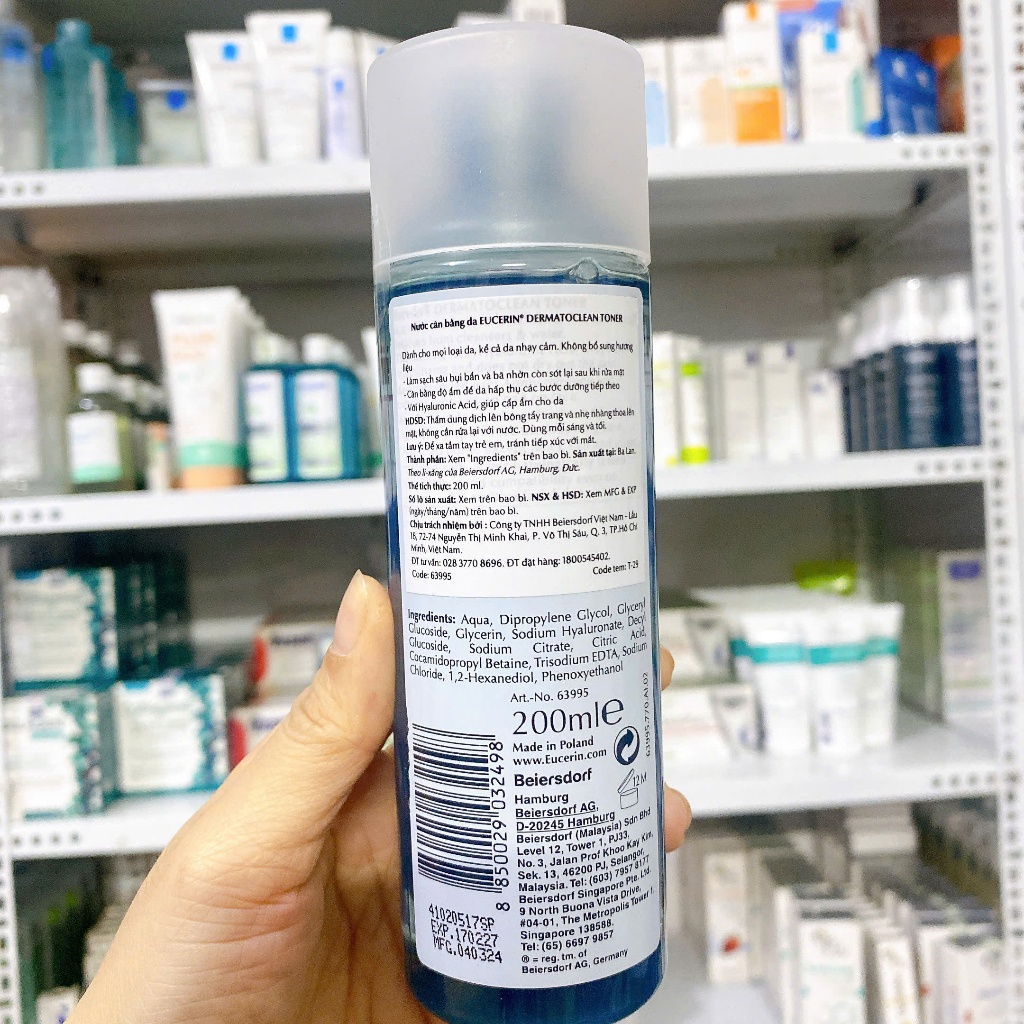 Nước cân bằng da EUCERIN® DERMATOCLEAN TONER
Dành cho mọi loại da, kể cả da nhạy cảm. Không bổ sung hương
liệu
- Làm sạch sâu bụi bẩn và bã nhờn còn sót lại sau khi rửa mặt
- Cân bằng độ ẩm để da hấp thụ các bước dưỡng tiếp theo
- Với Hyaluronic Acid, giúp cấp ẩm cho da
HDSD: Thấm dung dịch lên bông tẩy trang và nhẹ nhàng thoa lên
mặt, không cần rửa lại với nước. Dùng mỗi sáng và tối.
Lưu ý: Để xa tầm tay trẻ em, tránh tiếp xúc với mắt.
Thành phần: Xem "Ingredients" trên bao bì. Sản xuất tại: Ba Lan.
Theo li-xăng của Beiersdorf AG, Hamburg, Đức.
Thể tích thực: 200 ml.
Số lô sản xuất: Xem trên bao bì. NSX & HSD: Xem MFG & EXP
(ngày/tháng/năm) trên bao bì.
Chịu trách nhiệm bởi : Công ty TNHH Beiersdorf Việt Nam - Lầu
16, 72-74 Nguyễn Thị Minh Khai, P. Võ Thị Sáu, Q. 3, TP.Hồ Chí
Minh, Việt Nam.
ĐT tư vấn: 028 3770 8696. ĐT đặt hàng: 1800545402.
Code: 63995 Code tem: T-29
Ingredients: Aqua, Dipropylene Glycol, Glyceryl
Glucoside, Glycerin, Sodium Hyaluronate, Decyl
Glucoside, Sodium Citrate, Citric Acid,
Cocamidopropyl Betaine, Trisodium EDTA, Sodium
Chloride, 1,2-Hexanediol, Phenoxyethanol
Art.-No. 63995
200ml℮
Made in Poland
www.Eucerin.com
63995.770.A1.02
12M
Beiersdorf
Hamburg
Beiersdorf AG,
D-20245 Hamburg
Beiersdorf (Malaysia) Sdn Bhd
Level 12, Tower 1, PJ33,
No. 3, Jalan Prof Khoo Kay Kim,
Sek. 13, 46200 PJ, Selangor,
Malaysia. Tel: (603) 7957 8177
Beiersdorf Singapore Pte. Ltd.
9 North Buona Vista Drive,
#04-01, The Metropolis Tower 1,
Singapore 138588.
Tel: (65) 6697 9857
® = reg. tm. of
Beiersdorf AG, Germany
8 850029 032498
41020517SP
EXP.170227
MFG.040324